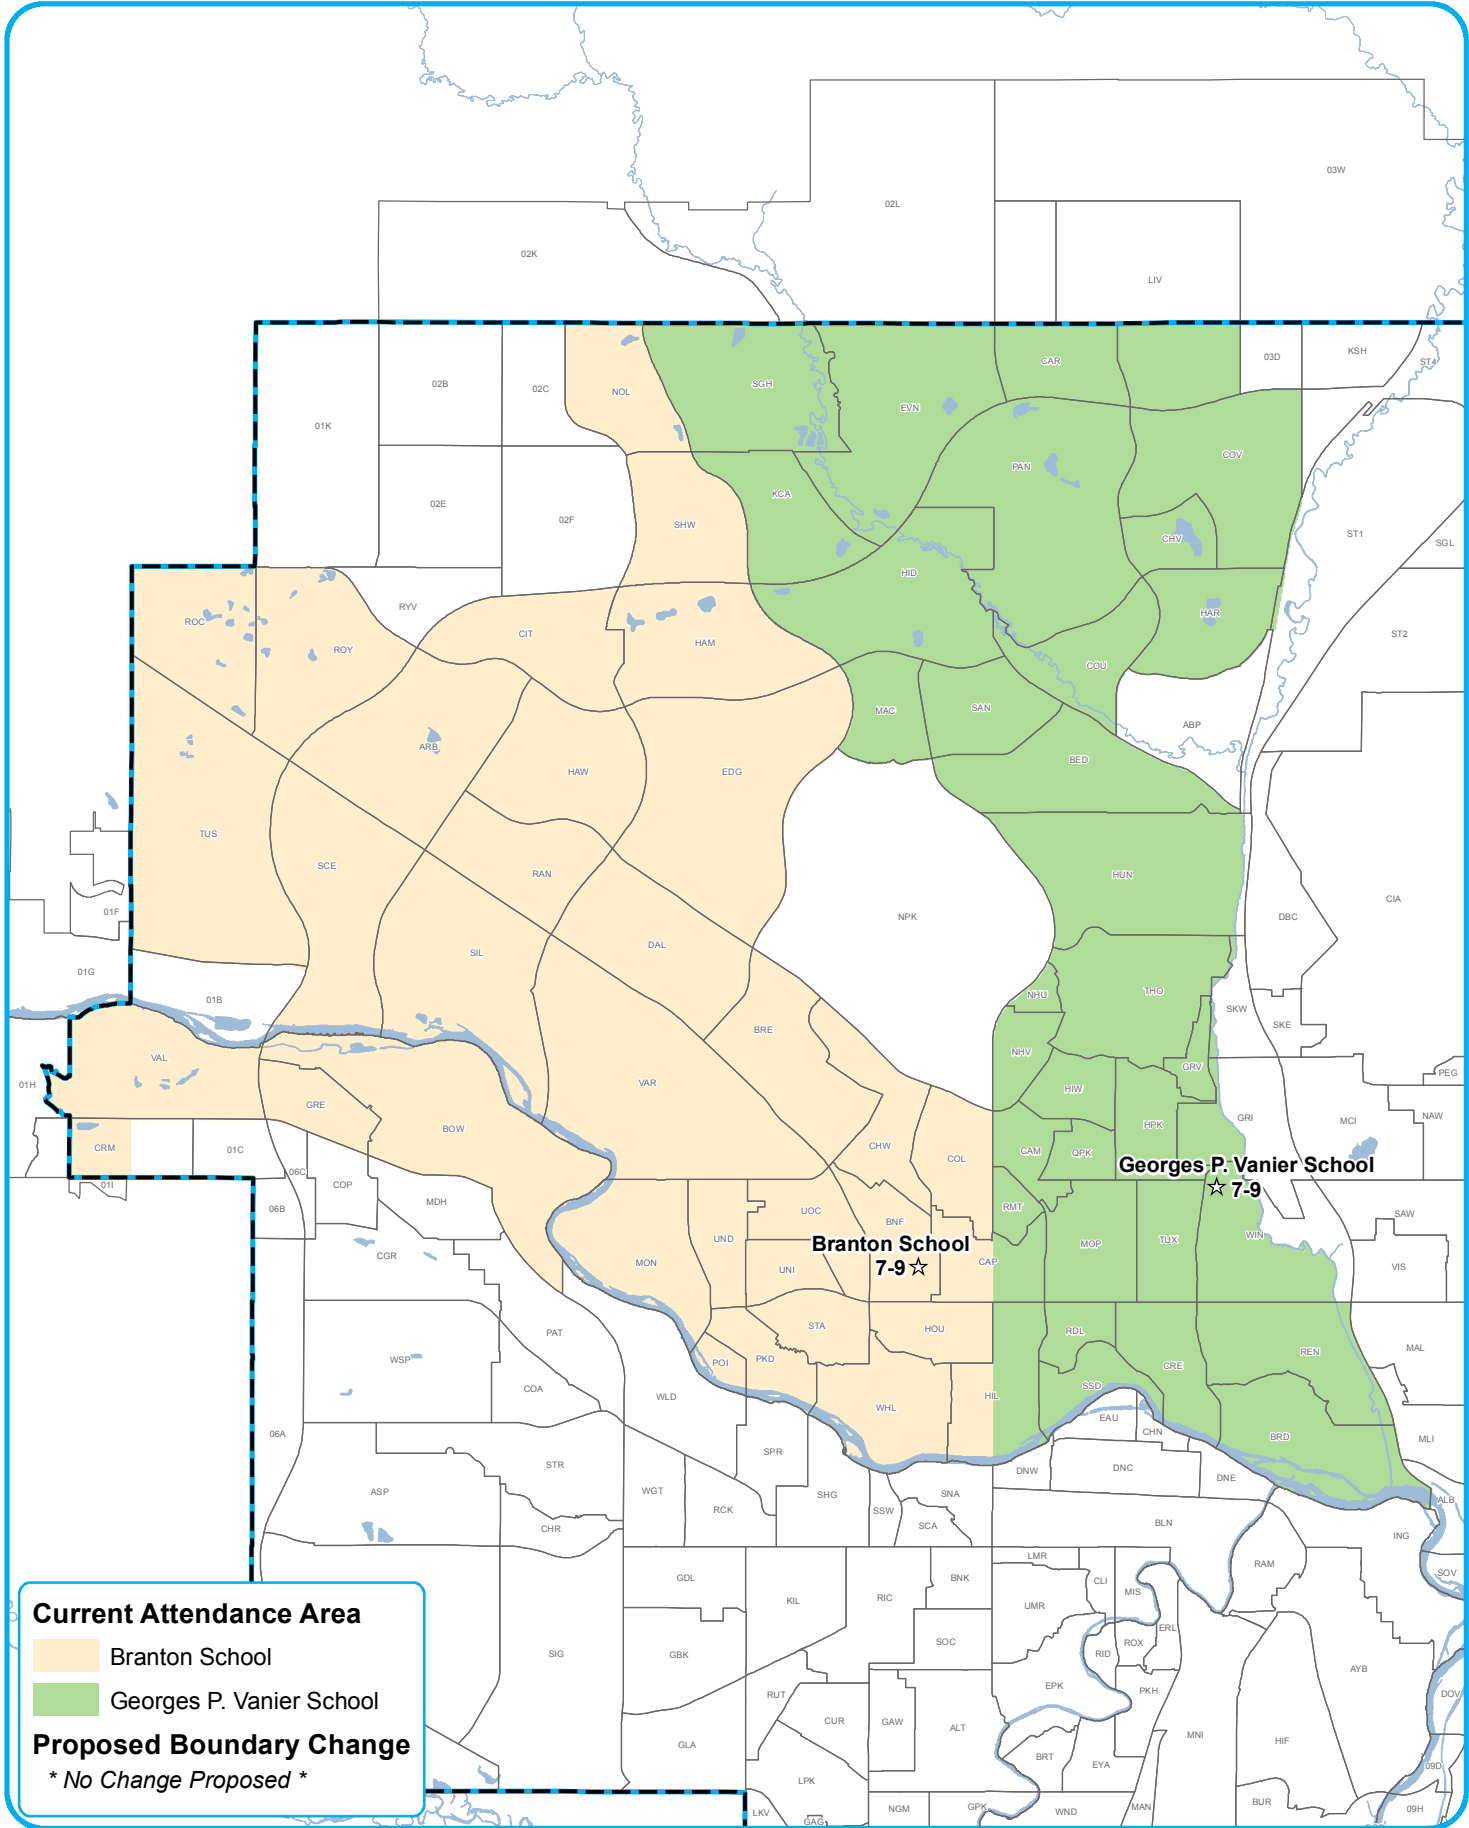 03W
02L
02K
LIV
CAR
03D
KSH
ST4
SGH
02B
02C
NOL
EVN
01K
COV
PAN
KCA
02E
02F
SHW
ST1
CHV
SGL
HID
RYV
HAR
ROC
CIT
ST2
HAM
ROY
COU
SAN
MAC
ABP
ARB
BED
HAW
EDG
TUS
SCE
RAN
HUN
CIA
01F
NPK
DBC
DAL
SIL
01G
THO
NHU
01B
SKW
SKE
BRE
NHV
VAL
GRV
PEG
01H
VAR
HIW
GRE
NAW
GRI
MCI
BOW
HPK
CHW
CRM
01C
CAM
QPK
COL
Georges P. Vanier School
7-9
06C
COP
01I
MDH
RMT
06B
UOC
SAW
BNF
WIN
UND
TUX
MOP
Branton School
7-9
CGR
MON
CAP
UNI
VIS
STA
HOU
RDL
PAT
MAL
REN
WSP
PKD
POI
CRE
SSD
COA
WLD
HIL
WHL
EAU
CHN
06A
BRD
MLI
SPR
STR
DNC
DNW
DNE
ASP
WGT
SNA
SHG
ALB
RCK
SSW
BLN
SCA
CHR
ING
LMR
RAM
SOV
GDL
BNK
CLI
MIS
RIC
KIL
UMR
ERL
SOC
ROX
SIG
GBK
RID
AYB
EPK
PKH
RUT
DOV
CUR
GAW
ALT
MNI
HIF
GLA
BRT
EYA
09D
LPK
BUR
MAN
NGM
GPK
09H
LKV
WND
GAG
Current Attendance Area
Branton School
Georges P. Vanier School
Proposed Boundary Change
* No Change Proposed *